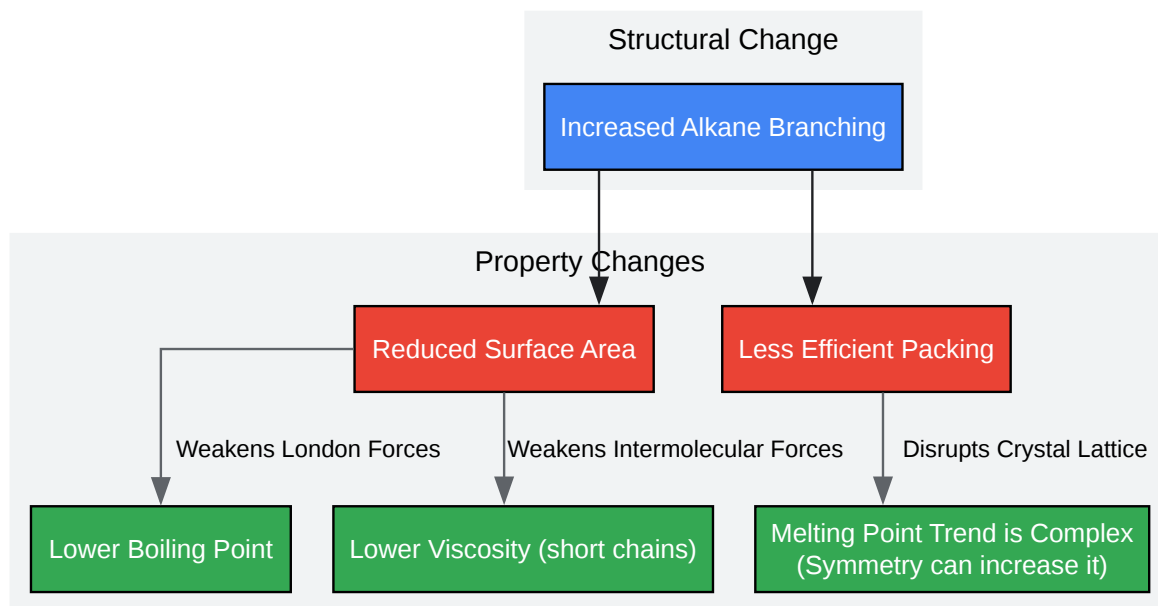 Structural Change
Increased Alkane Branching
Property Changes
Reduced Surface Area
Less Efficient Packing
Weakens London Forces
Weakens Intermolecular Forces
Disrupts Crystal Lattice
Lower Boiling Point
Lower Viscosity (short chains)
Melting Point Trend is Complex
(Symmetry can increase it)